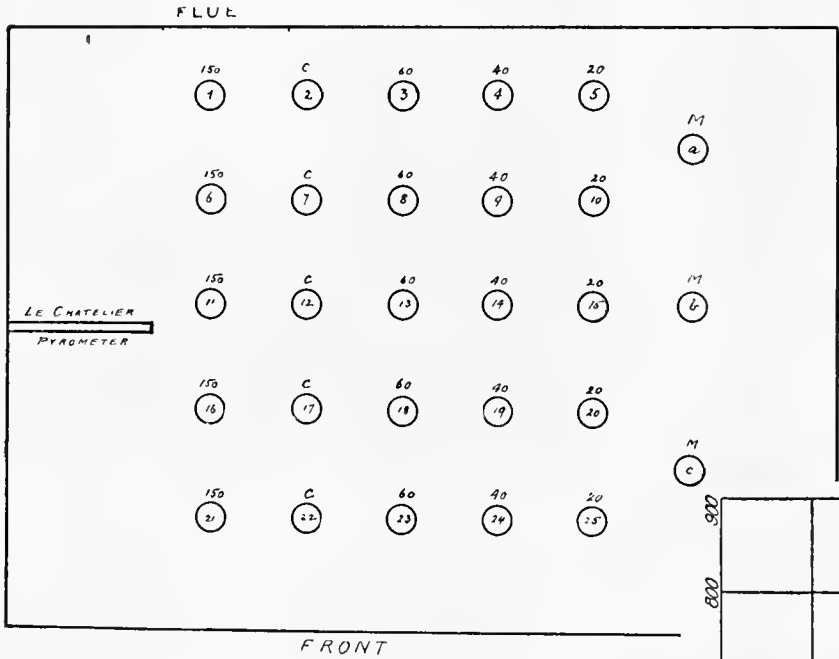 FLUE
150 C 60 40 20
1 2 3 4 5
M
a
150 C 60 40 20
6 7 8 9 10
150 C 60 40 20
M
11 12 13 14 15
b
LE CHATELIER
PYROMETER
150 C 60 40 20
16 17 18 19 20
M
c
150 C 60 40 20
21 22 23 24 25
900
800
FRONT